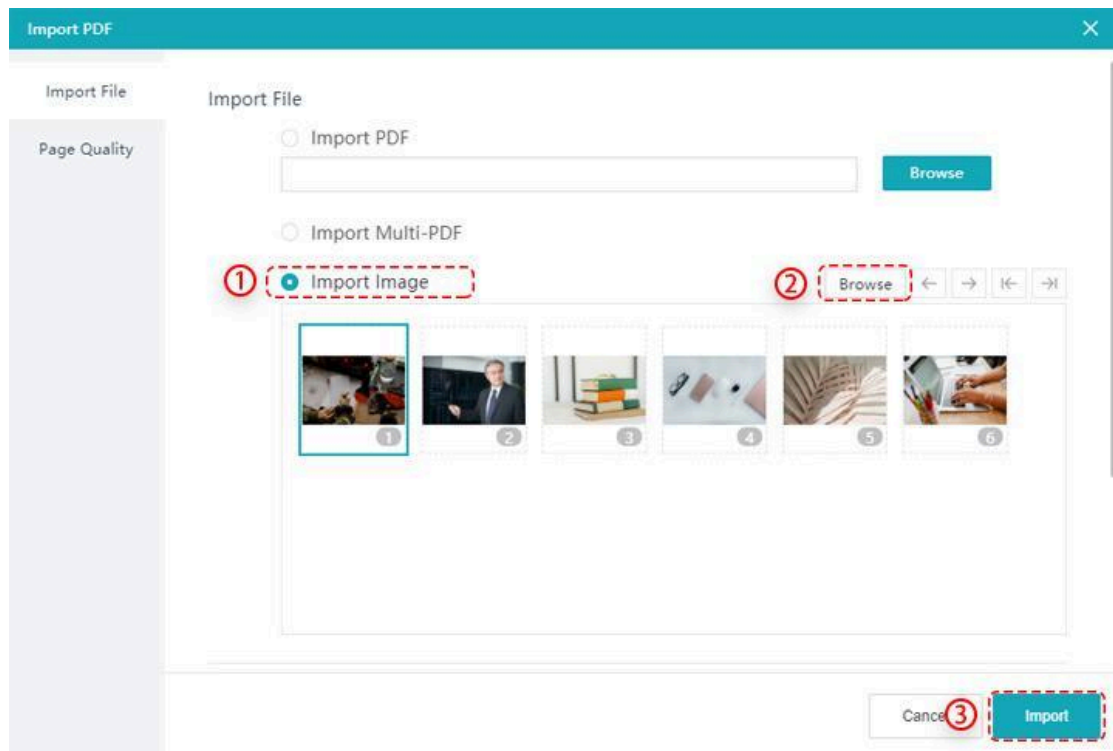 Import PDF
Import File
Page Quality
Import File
Import PDF
Browse
Import Multi-PDF
① Import Image ② Browse
1 2 3 4 5 6
Cance ③ Import